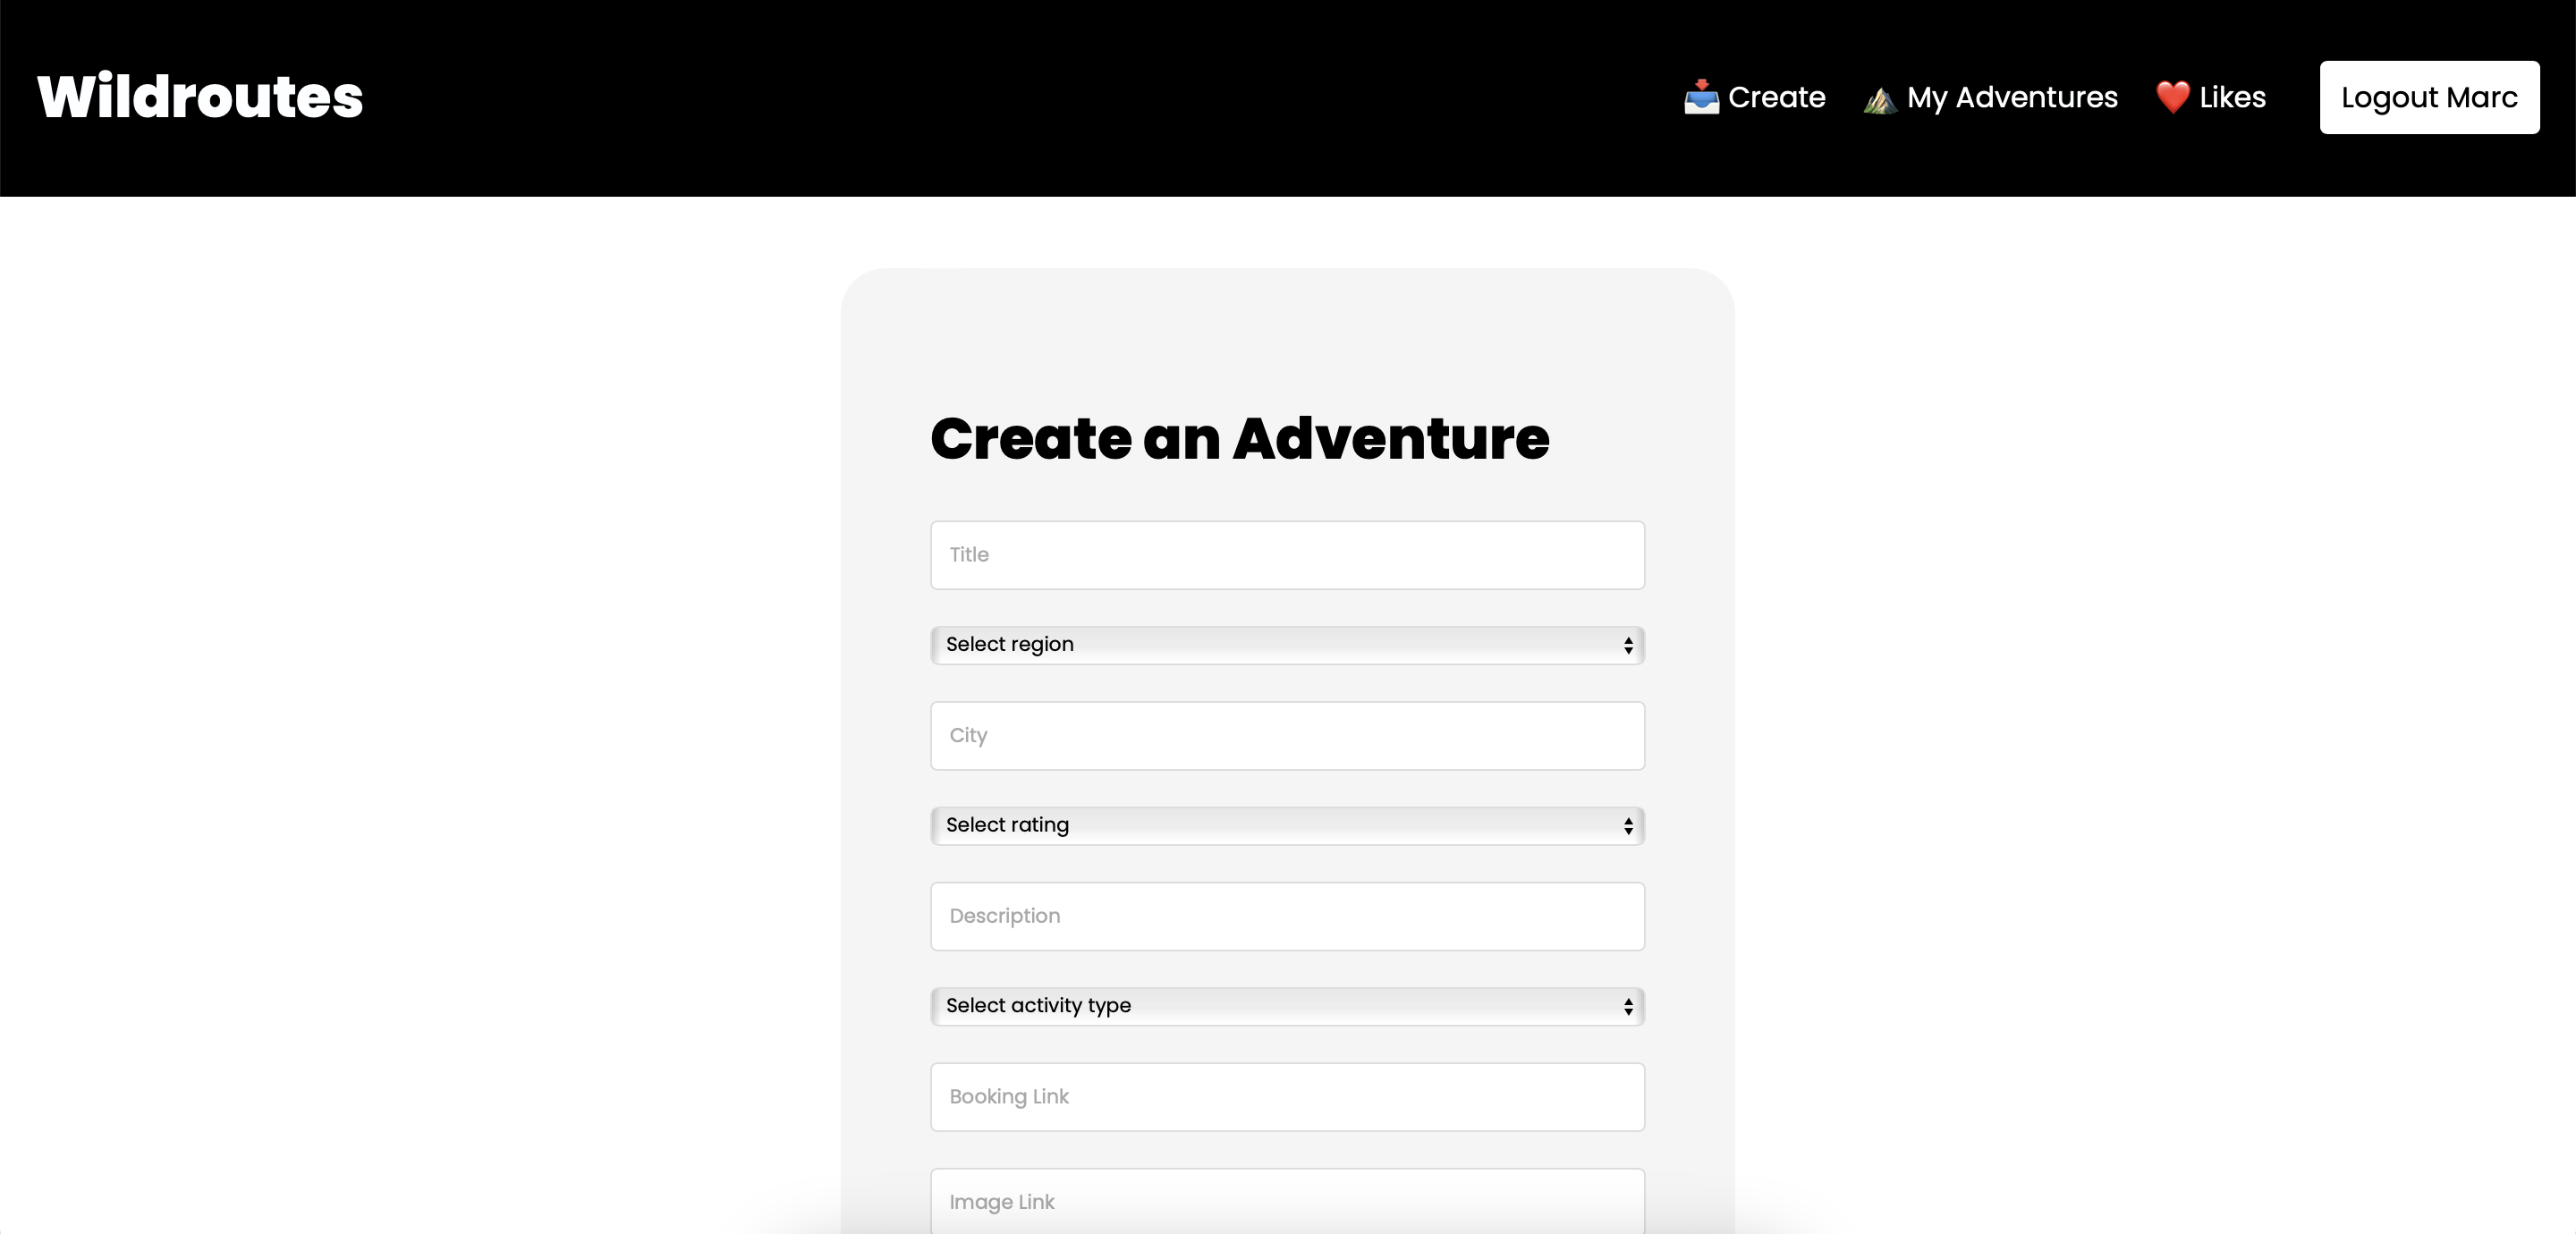 Wildroutes
Create
My Adventures
Likes
Logout Marc
Create an Adventure
Title
Select region
City
Select rating
Description
Select activity type
Booking Link
Image Link